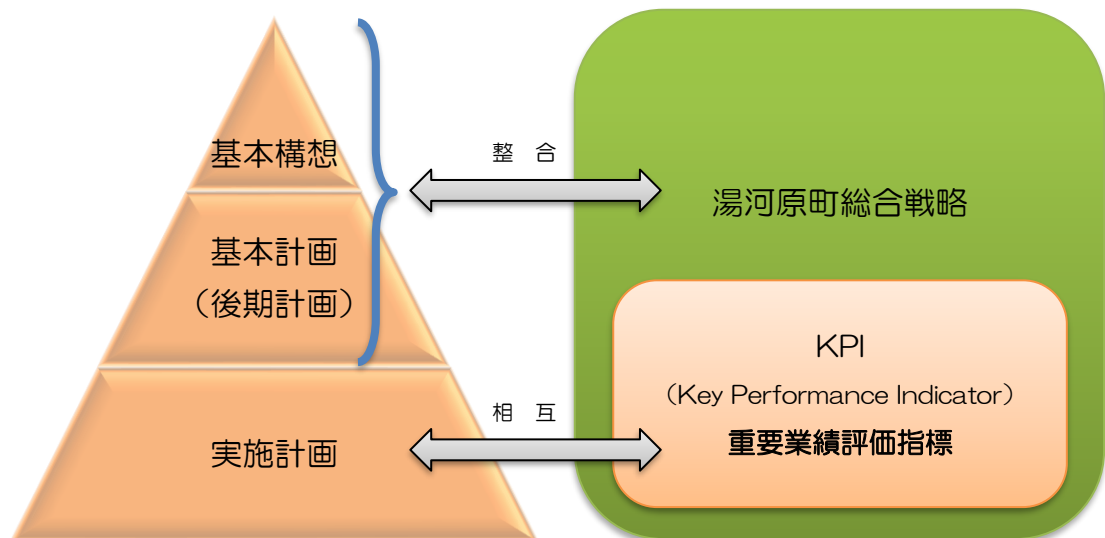 基本構想
基本計画
（後期計画）
実施計画
整　合
相　互
湯河原町総合戦略
KPI
（Key Performance Indicator）
重要業績評価指標